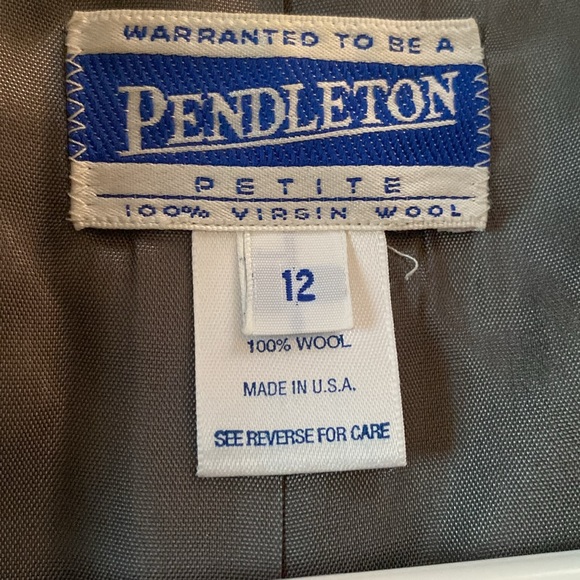 WARRANTED TO BE A
PENDLETON
PETITE
100% VIRGIN WOOL
12
100% WOOL
MADE IN U.S.A.
SEE REVERSE FOR CARE